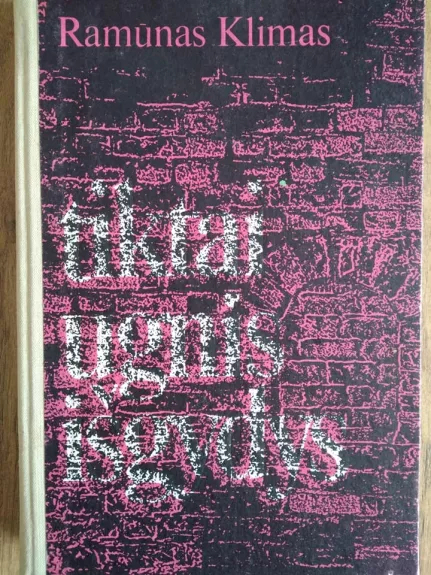 Ramūnas Klimas
tiktai
ugnis
išgydys